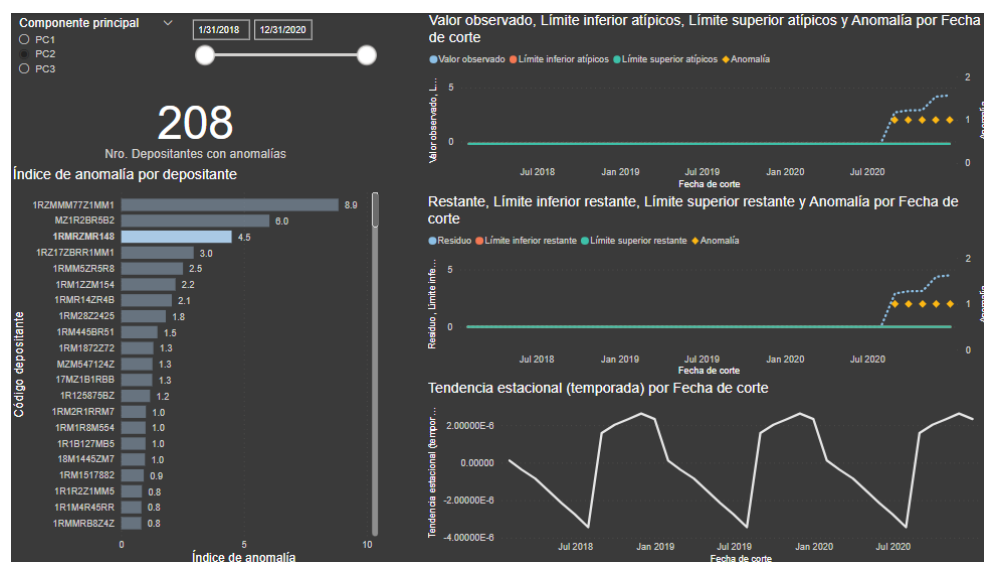 Componente principal
PC1
PC2
PC3
1/31/2018 12/31/2020
208
Nro. Depositantes con anomalías
Índice de anomalía por depositante
Código depositante
1RZMMM77Z1MM1 8.9
MZ1R2BR5B2 6.0
1RMRZMR148 4.5
1RZ17ZBRR1MM1 3.0
1RMM5ZR5R8 2.5
1RM1ZZM154 2.2
1RMR14ZR4B 2.1
1RM28Z2425 1.8
1RM445BR51 1.5
1RM1872Z72 1.3
MZM547124Z 1.3
17MZ1B1RBB 1.3
1R125875BZ 1.2
1RM2R1RRM7 1.0
1RM1R8M554 1.0
1R1B127MB5 1.0
18M1445ZM7 1.0
1RM1517882 0.9
1R1R2Z1MM5 0.8
1R1M4R45RR 0.8
1RMMRB8Z4Z 0.8
0 5 10
Índice de anomalía
Valor observado, Límite inferior atípicos, Límite superior atípicos y Anomalía por Fecha
de corte
Valor observado Límite inferior atípicos Límite superior atípicos Anomalía
Valor observado, L...
5
0
2
1
0
Anomalía
Jul 2018 Jan 2019 Jul 2019 Jan 2020 Jul 2020
Fecha de corte
Restante, Límite inferior restante, Límite superior restante y Anomalía por Fecha de
corte
Residuo Límite inferior restante Límite superior restante Anomalía
Residuo, Límite infe...
5
0
2
1
0
Anomalía
Jul 2018 Jan 2019 Jul 2019 Jan 2020 Jul 2020
Fecha de corte
Tendencia estacional (temporada) por Fecha de corte
Tendencia estacional (tempor...
2.00000E-6
0.00000
-2.00000E-6
-4.00000E-6
Jul 2018 Jan 2019 Jul 2019 Jan 2020 Jul 2020
Fecha de corte